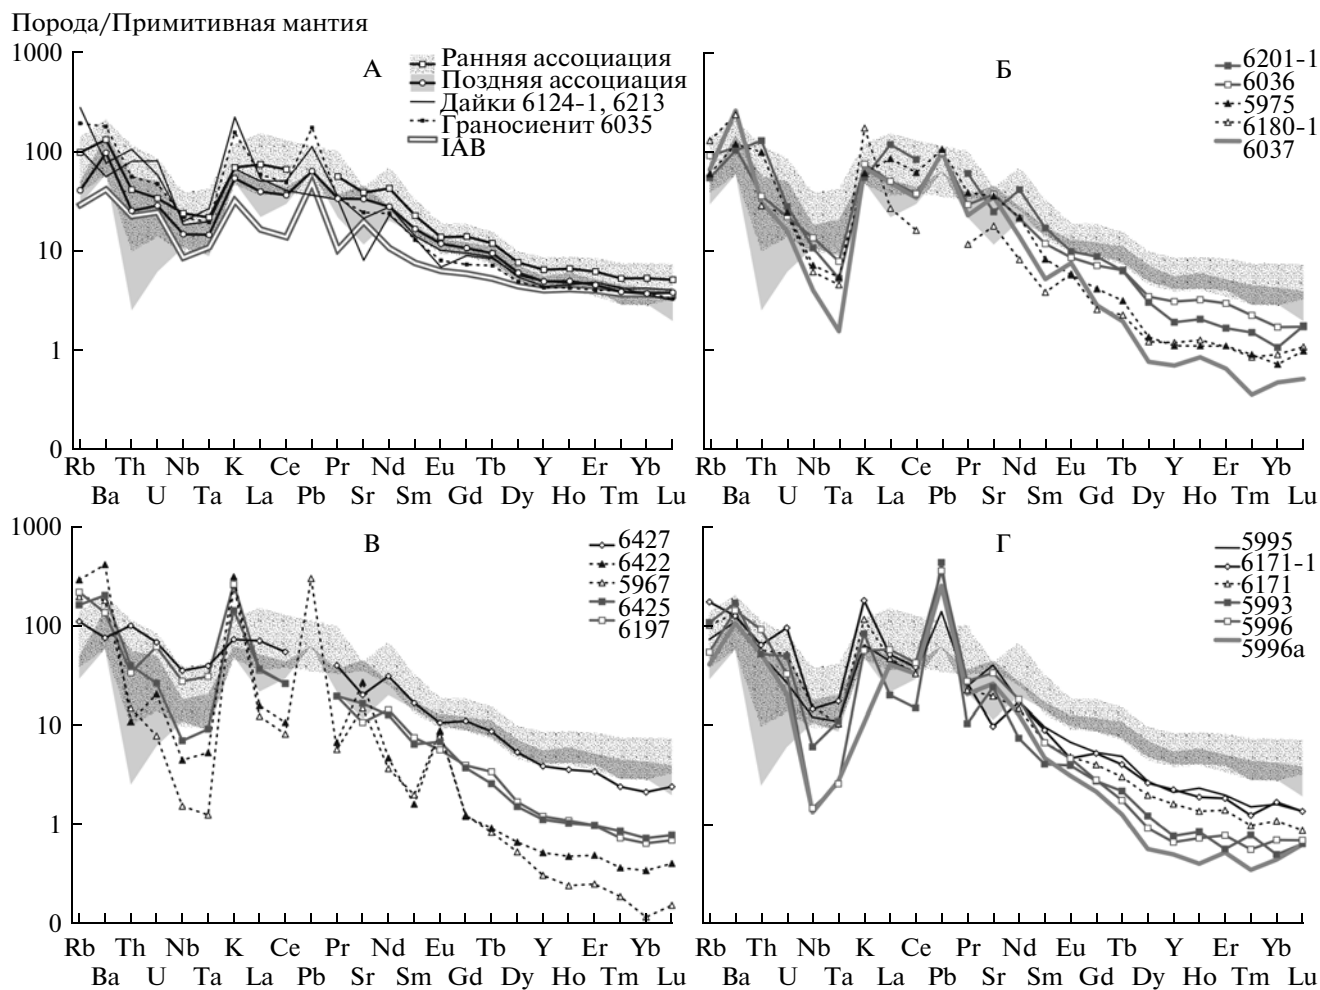 Порода/Примитивная мантия
1000
100
10
1
0
А
Ранняя ассоциация
Поздняя ассоциация
Дайки 6124-1, 6213
Граносиенит 6035
IAB
Rb Th Nb K Ce Pr Nd Eu Tb Y Er Yb
Ba U Ta La Pb Sr Sm Gd Dy Ho Tm Lu
Б
6201-1
6036
5975
6180-1
6037
Rb Th Nb K Ce Pr Nd Eu Tb Y Er Yb
Ba U Ta La Pb Sr Sm Gd Dy Ho Tm Lu
1000
100
10
1
0
В
6427
6422
5967
6425
6197
Rb Th Nb K Ce Pr Nd Eu Tb Y Er Yb
Ba U Ta La Pb Sr Sm Gd Dy Ho Tm Lu
Г
5995
6171-1
6171
5993
5996
5996а
Rb Th Nb K Ce Pr Nd Eu Tb Y Er Yb
Ba U Ta La Pb Sr Sm Gd Dy Ho Tm Lu